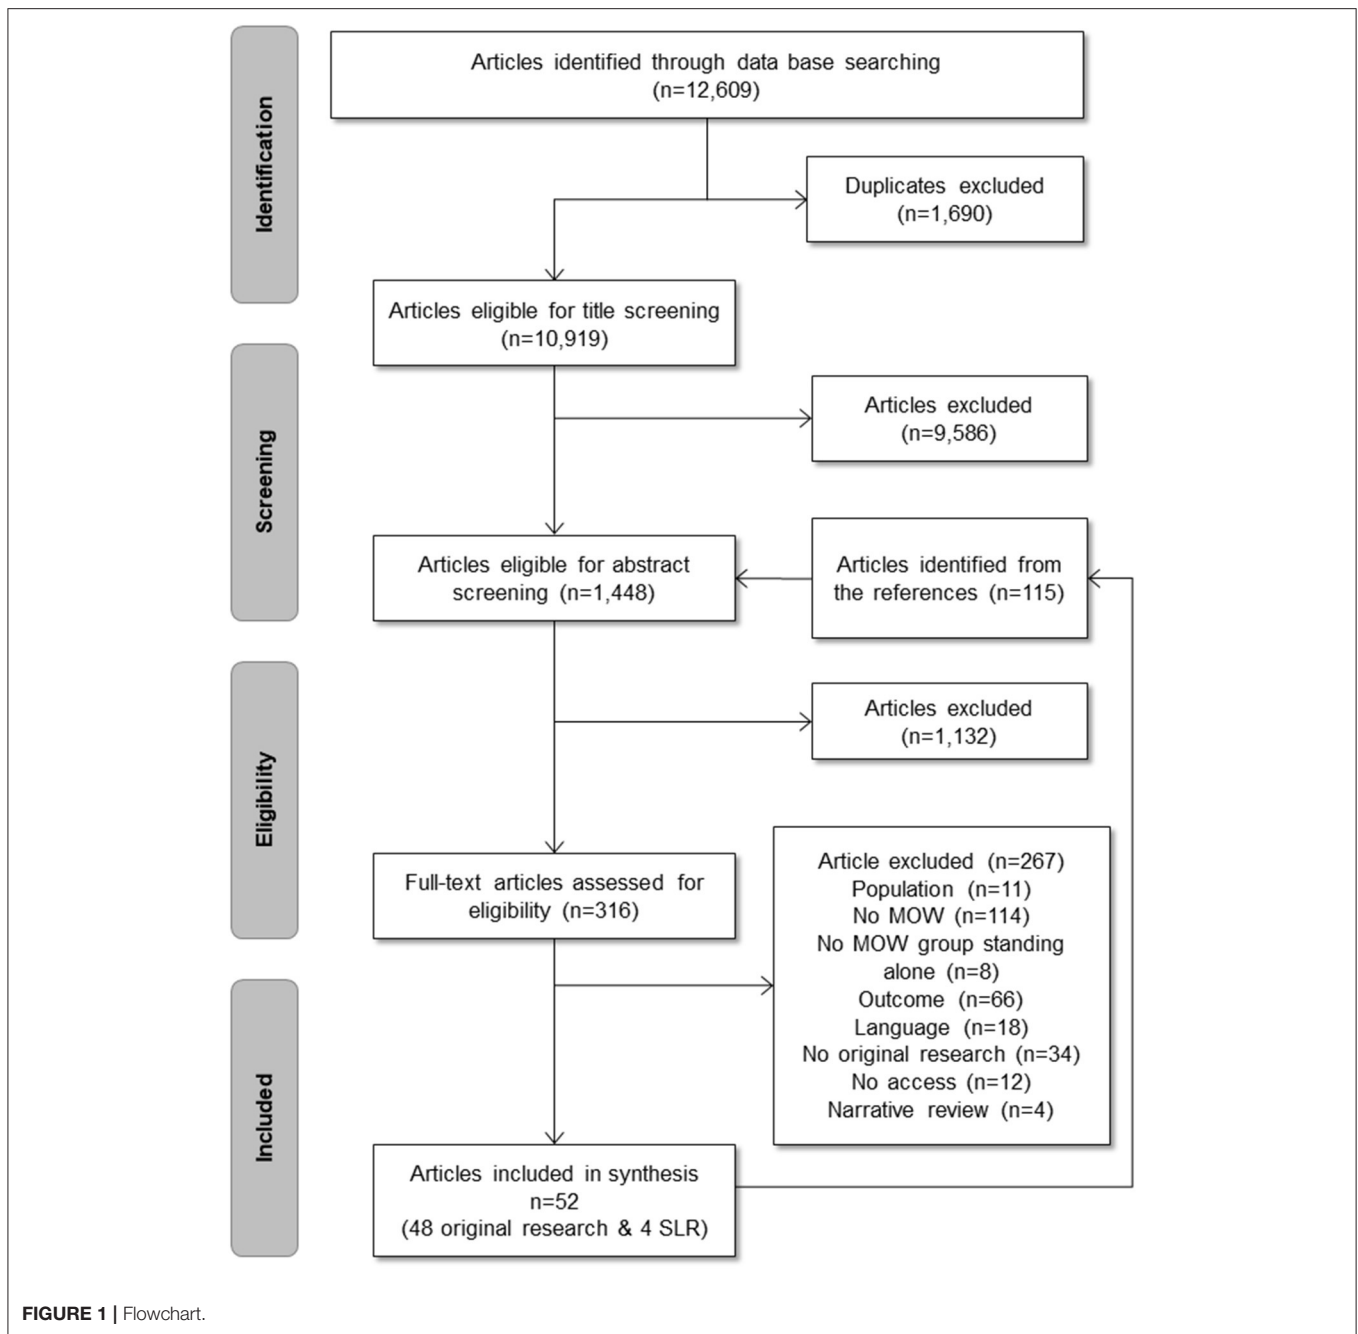 Identification
Articles identified through data base searching
(n=12,609)
Duplicates excluded
(n=1,690)
Articles eligible for title screening
(n=10,919)
Screening
Articles excluded
(n=9,586)
Articles eligible for abstract
screening (n=1,448)
Articles identified from
the references (n=115)
Eligibility
Articles excluded
(n=1,132)
Full-text articles assessed for
eligibility (n=316)
Article excluded (n=267)
Population (n=11)
No MOW (n=114)
No MOW group standing
alone (n=8)
Outcome (n=66)
Language (n=18)
No original research (n=34)
No access (n=12)
Narrative review (n=4)
Included
Articles included in synthesis
n=52
(48 original research & 4 SLR)
FIGURE 1 | Flowchart.